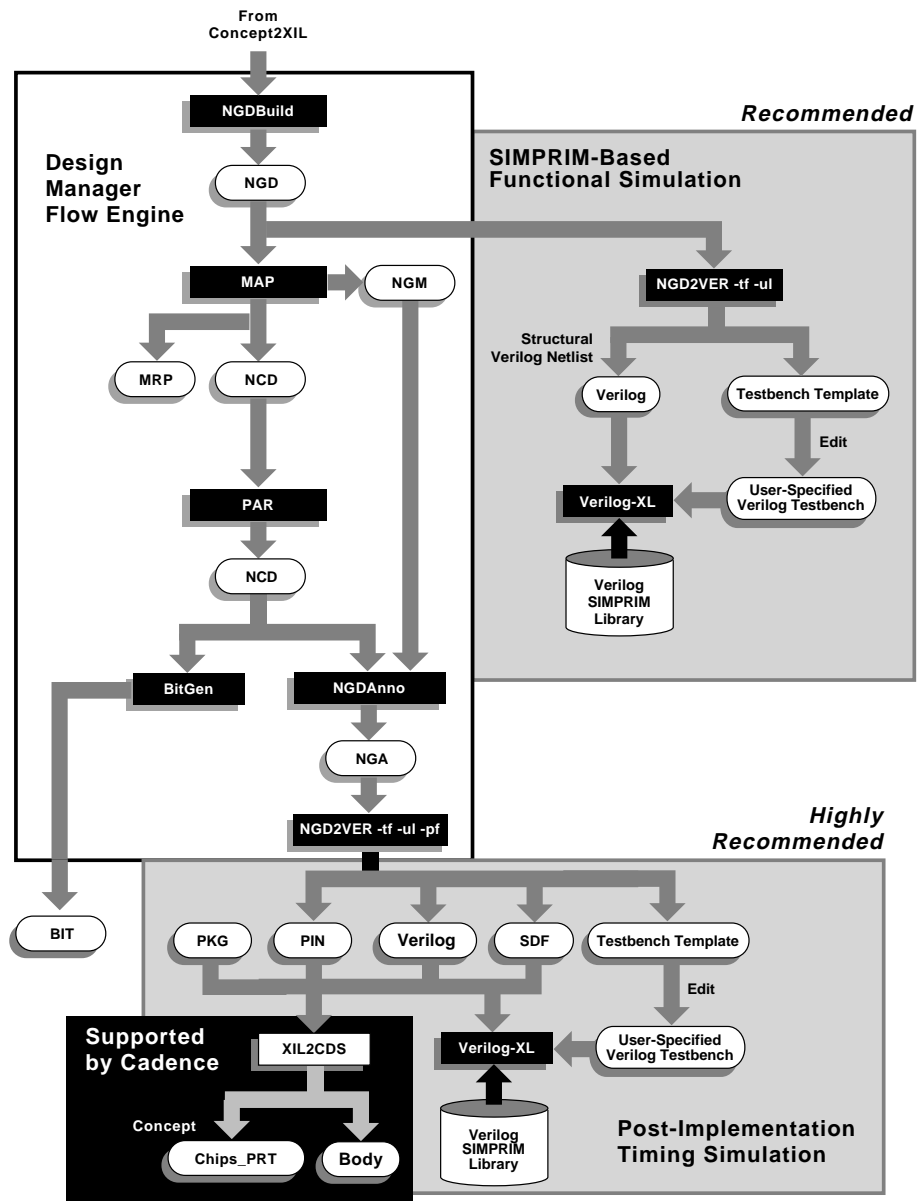 From
Concept2XIL
NGDBuild
Recommended
Design
Manager
Flow Engine
SIMPRIM-Based
Functional Simulation
NGD
MAP
NGM
NGD2VER -tf -ul
Structural
Verilog Netlist
MRP
NCD
Verilog
Testbench Template
Edit
PAR
Verilog-XL
User-Specified
Verilog Testbench
NCD
Verilog
SIMPRIM
Library
BitGen
NGDAnno
NGA
NGD2VER -tf -ul -pf
Highly
Recommended
BIT
PKG
PIN
Verilog
SDF
Testbench Template
Edit
Supported
by Cadence
XIL2CDS
Verilog-XL
User-Specified
Verilog Testbench
Concept
Chips_PRT
Body
Verilog
SIMPRIM
Library
Post-Implementation
Timing Simulation